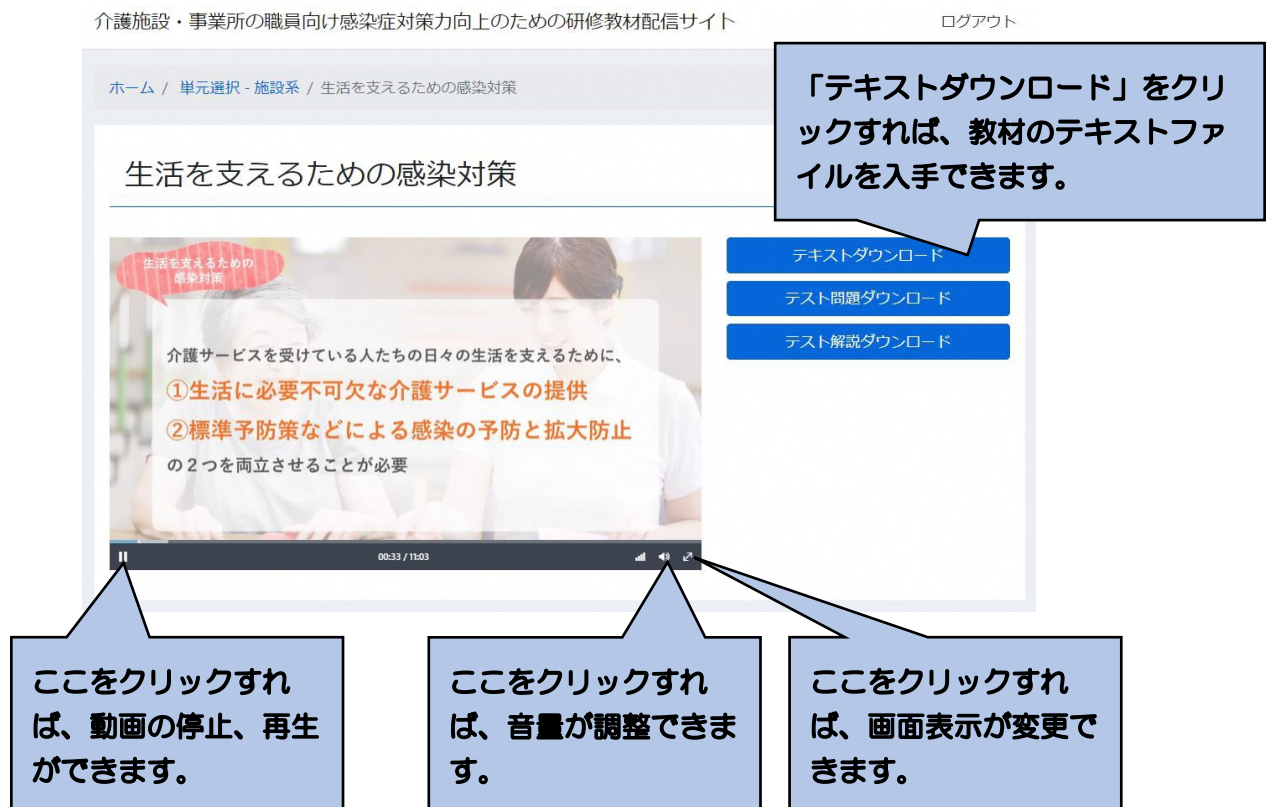 介護施設・事業所の職員向け感染症対策力向上のための研修教材配信サイト
ログアウト
ホーム / 単元選択 - 施設系 / 生活を支えるための感染対策
「テキストダウンロード」をクリ
ックすれば、教材のテキストファ
イルを入手できます。
生活を支えるための感染対策
生活を支えるための
感染対策
介護サービスを受けている人たちの日々の生活を支えるために、
①生活に必要不可欠な介護サービスの提供
②標準予防策などによる感染の予防と拡大防止
の２つを両立させることが必要
00:33 / 11:03
テキストダウンロード
テスト問題ダウンロード
テスト解説ダウンロード
ここをクリックすれ
ば、動画の停止、再生
ができます。
ここをクリックすれ
ば、音量が調整できま
す。
ここをクリックすれ
ば、画面表示が変更で
きます。